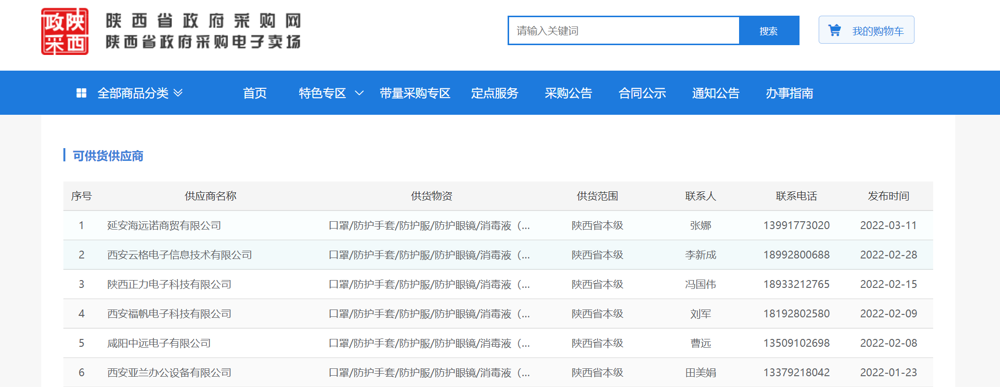 政陕
采西
陕西省政府采购网
陕西省政府采购电子卖场
请输入关键词
搜索
我的购物车
全部商品分类 首页 特色专区 带量采购专区 定点服务 采购公告 合同公示 通知公告 办事指南
可供货供应商
序号 供应商名称 供货物资 供货范围 联系人 联系电话 发布时间
1 延安海远诺商贸有限公司 口罩/防护手套/防护服/防护眼镜/消毒液（... 陕西省本级 张娜 13991773020 2022-03-11
2 西安云格电子信息技术有限公司 口罩/防护手套/防护服/防护眼镜/消毒液（... 陕西省本级 李新成 18992800688 2022-02-28
3 陕西正力电子科技有限公司 口罩/防护手套/防护服/防护眼镜/消毒液（... 陕西省本级 冯国伟 18933212765 2022-02-15
4 西安福帆电子科技有限公司 口罩/防护手套/防护服/防护眼镜/消毒液（... 陕西省本级 刘军 18192802580 2022-02-09
5 咸阳中远电子有限公司 口罩/防护手套/防护服/防护眼镜/消毒液（... 陕西省本级 曹远 13509102698 2022-02-08
6 西安亚兰办公设备有限公司 口罩/防护手套/防护服/防护眼镜/消毒液（... 陕西省本级 田美娟 13379218042 2022-01-23